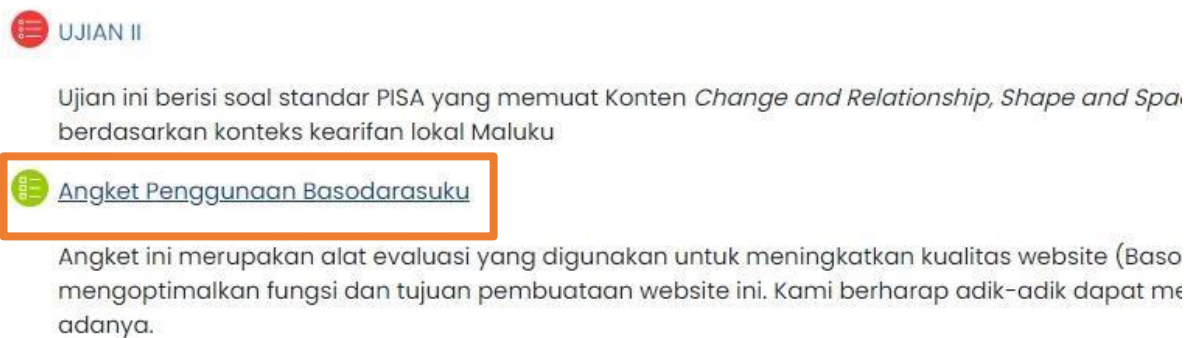 UJIAN II
Ujian ini berisi soal standar PISA yang memuat Konten Change and Relationship, Shape and
berdasarkan konteks kearifan lokal Maluku
Angket Penggunaan Basodarasuku
Angket ini merupakan alat evaluasi yang digunakan untuk meningkatkan kualitas website
mengoptimalkan fungsi dan tujuan pembuataan website ini. Kami berharap adik-adik dapat
adanya.